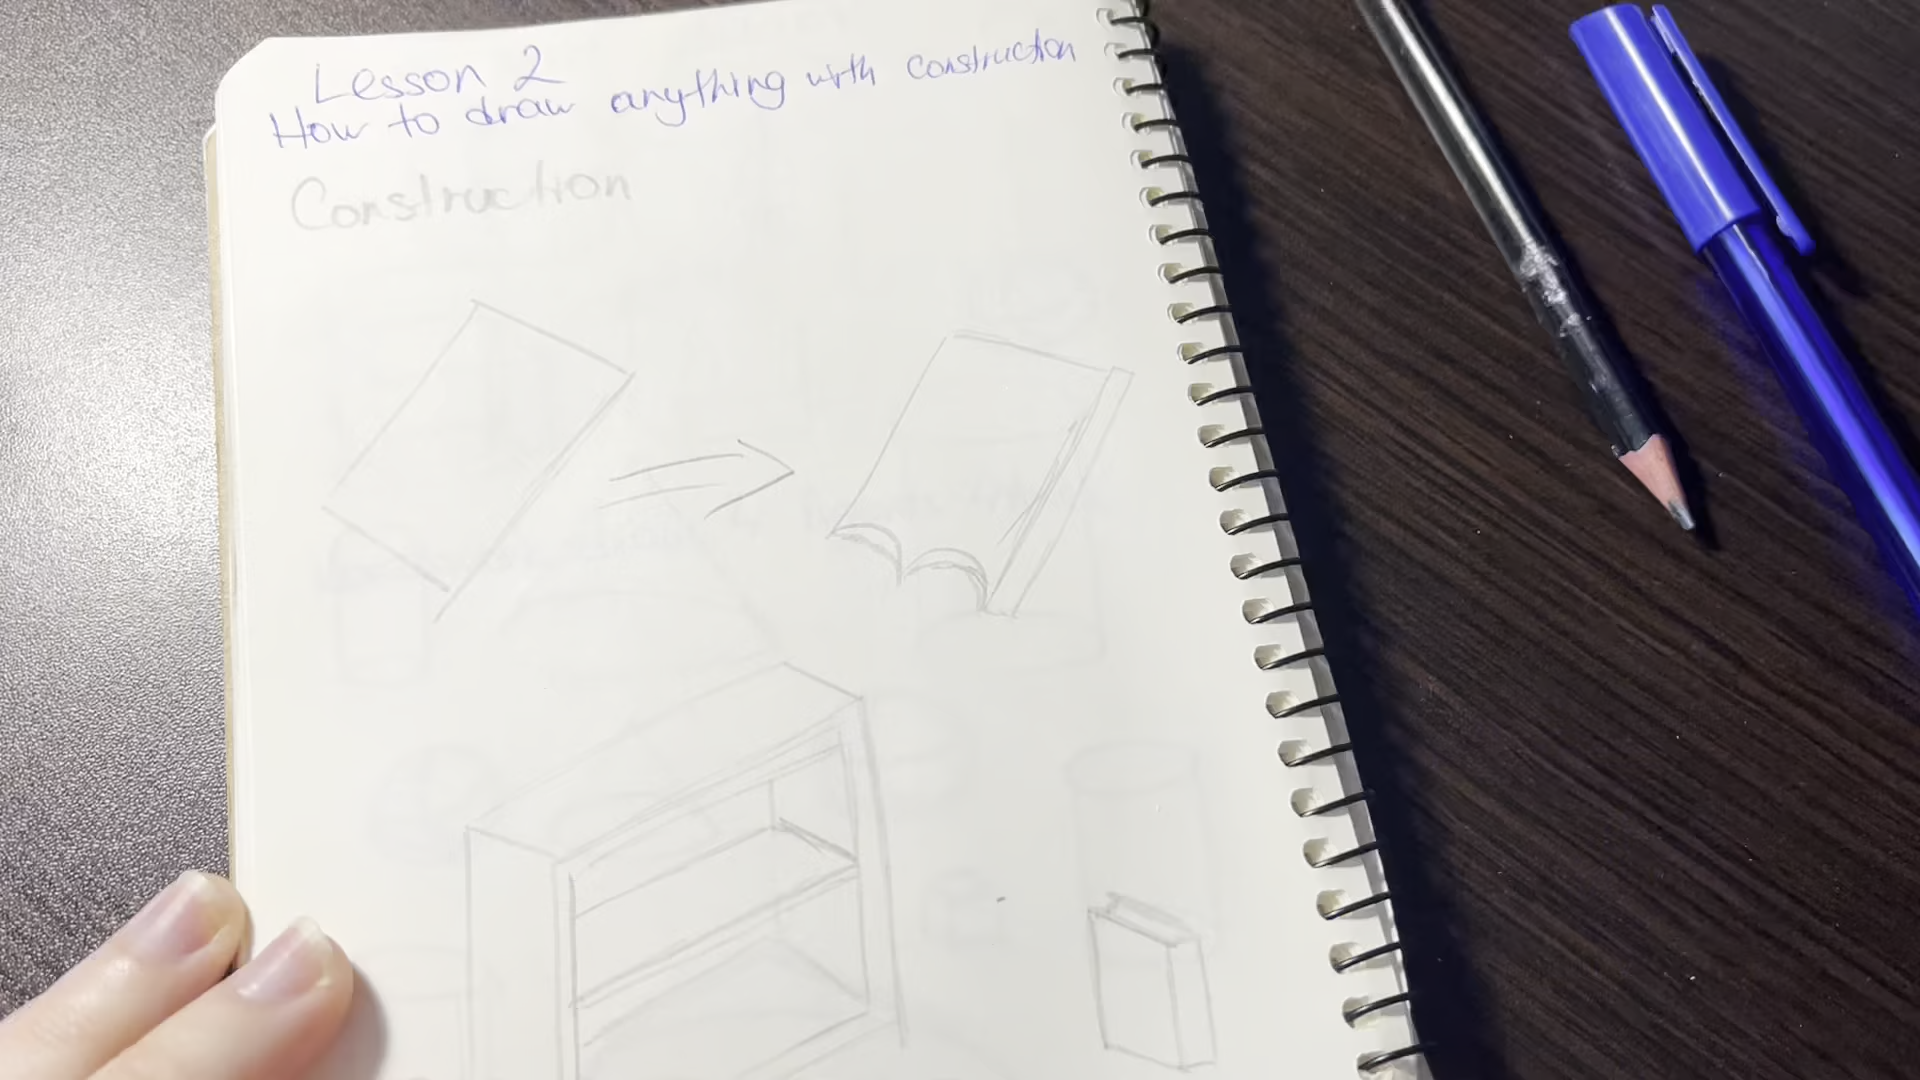 Lesson 2
How to draw anything with construction
Construction